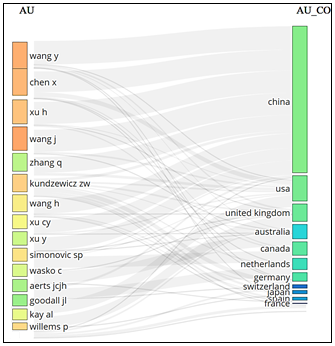 AU
AU_CO
wang y
chen x
xu h
wang j
zhang q
kundzewicz zw
wang h
xu cy
xu y
simonovic sp
wasko c
aerts jcjh
goodall jl
kay al
willems p
china
usa
united kingdom
australia
canada
netherlands
germany
switzerland
japan
spain
france